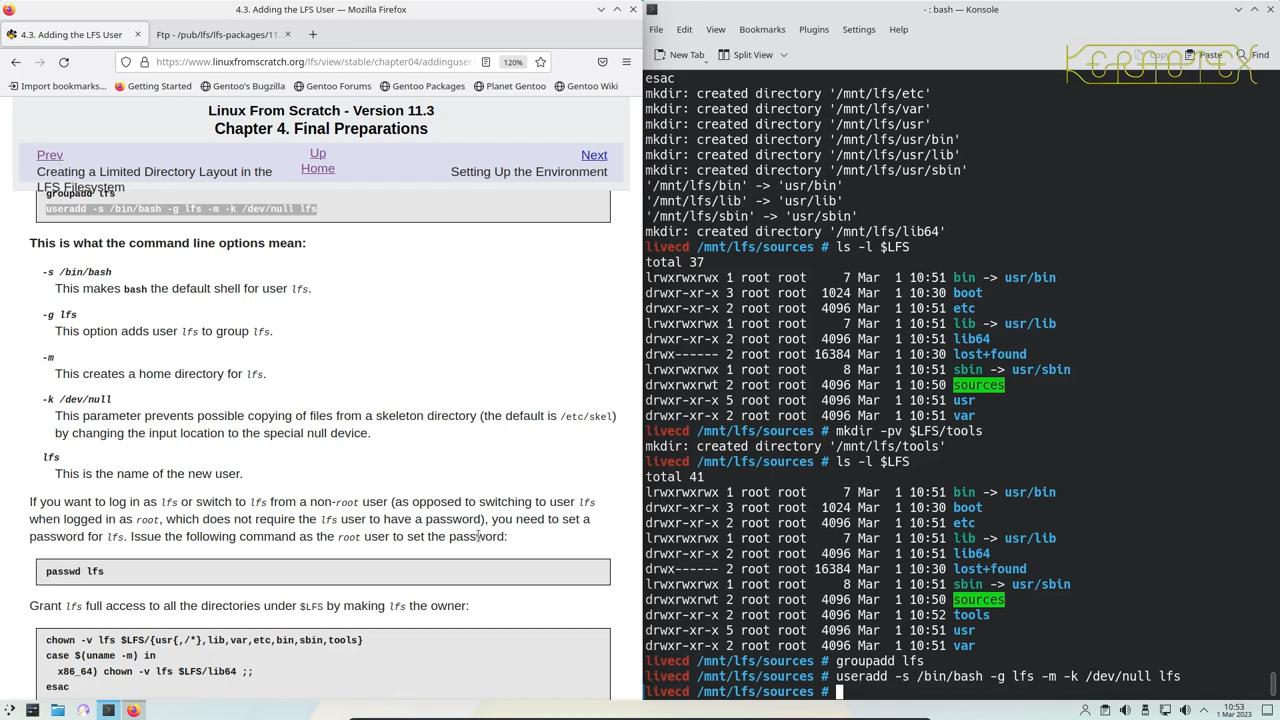 4.3. Adding the LFS User — Mozilla Firefox
4.3. Adding the LFS User
Ftp - /pub/lfs/lfs-packages/11.
https://www.linuxfromscratch.org/lfs/view/stable/chapter04/addinguser
120%
Import bookmarks...
Getting Started
Gentoo's Bugzilla
Gentoo Forums
Gentoo Packages
Planet Gentoo
Gentoo Wiki
Linux From Scratch - Version 11.3
Chapter 4. Final Preparations
Prev
Up
Next
Creating a Limited Directory Layout in the
Home
Setting Up the Environment
LFS Filesystem
groupadd lfs
useradd -s /bin/bash -g lfs -m -k /dev/null lfs
This is what the command line options mean:
-s /bin/bash
This makes bash the default shell for user lfs.
-g lfs
This option adds user lfs to group lfs.
-m
This creates a home directory for lfs.
-k /dev/null
This parameter prevents possible copying of files from a skeleton directory (the default is /etc/skel)
by changing the input location to the special null device.
lfs
This is the name of the new user.
If you want to log in as lfs or switch to lfs from a non-root user (as opposed to switching to user lfs
when logged in as root, which does not require the lfs user to have a password), you need to set a
password for lfs. Issue the following command as the root user to set the password:
passwd lfs
Grant lfs full access to all the directories under $LFS by making lfs the owner:
chown -v lfs $LFS/{usr{,/*},lib,var,etc,bin,sbin,tools}
case $(uname -m) in
x86_64) chown -v lfs $LFS/lib64 ;;
esac
- : bash — Konsole
File Edit View Bookmarks Plugins Settings Help
New Tab
Split View
Copy
Paste
Find
KERAOPTEX
esac
mkdir: created directory '/mnt/lfs/etc'
mkdir: created directory '/mnt/lfs/var'
mkdir: created directory '/mnt/lfs/usr'
mkdir: created directory '/mnt/lfs/usr/bin'
mkdir: created directory '/mnt/lfs/usr/lib'
mkdir: created directory '/mnt/lfs/usr/sbin'
'/mnt/lfs/bin' -> 'usr/bin'
'/mnt/lfs/lib' -> 'usr/lib'
'/mnt/lfs/sbin' -> 'usr/sbin'
mkdir: created directory '/mnt/lfs/lib64'
livecd /mnt/lfs/sources # ls -l $LFS
total 37
lrwxrwxrwx 1 root root 7 Mar 1 10:51 bin -> usr/bin
drwxr-xr-x 3 root root 1024 Mar 1 10:30 boot
drwxr-xr-x 2 root root 4096 Mar 1 10:51 etc
lrwxrwxrwx 1 root root 7 Mar 1 10:51 lib -> usr/lib
drwxr-xr-x 2 root root 4096 Mar 1 10:51 lib64
drwx------ 2 root root 16384 Mar 1 10:30 lost+found
lrwxrwxrwx 1 root root 8 Mar 1 10:51 sbin -> usr/sbin
drwxrwxrwt 2 root root 4096 Mar 1 10:50 sources
drwxr-xr-x 5 root root 4096 Mar 1 10:51 usr
drwxr-xr-x 2 root root 4096 Mar 1 10:51 var
livecd /mnt/lfs/sources # mkdir -pv $LFS/tools
mkdir: created directory '/mnt/lfs/tools'
livecd /mnt/lfs/sources # ls -l $LFS
total 41
lrwxrwxrwx 1 root root 7 Mar 1 10:51 bin -> usr/bin
drwxr-xr-x 3 root root 1024 Mar 1 10:30 boot
drwxr-xr-x 2 root root 4096 Mar 1 10:51 etc
lrwxrwxrwx 1 root root 7 Mar 1 10:51 lib -> usr/lib
drwxr-xr-x 2 root root 4096 Mar 1 10:51 lib64
drwx------ 2 root root 16384 Mar 1 10:30 lost+found
lrwxrwxrwx 1 root root 8 Mar 1 10:51 sbin -> usr/sbin
drwxrwxrwt 2 root root 4096 Mar 1 10:50 sources
drwxr-xr-x 2 root root 4096 Mar 1 10:52 tools
drwxr-xr-x 5 root root 4096 Mar 1 10:51 usr
drwxr-xr-x 2 root root 4096 Mar 1 10:51 var
livecd /mnt/lfs/sources # groupadd lfs
livecd /mnt/lfs/sources # useradd -s /bin/bash -g lfs -m -k /dev/null lfs
livecd /mnt/lfs/sources #
10:53
1 Mar 2023